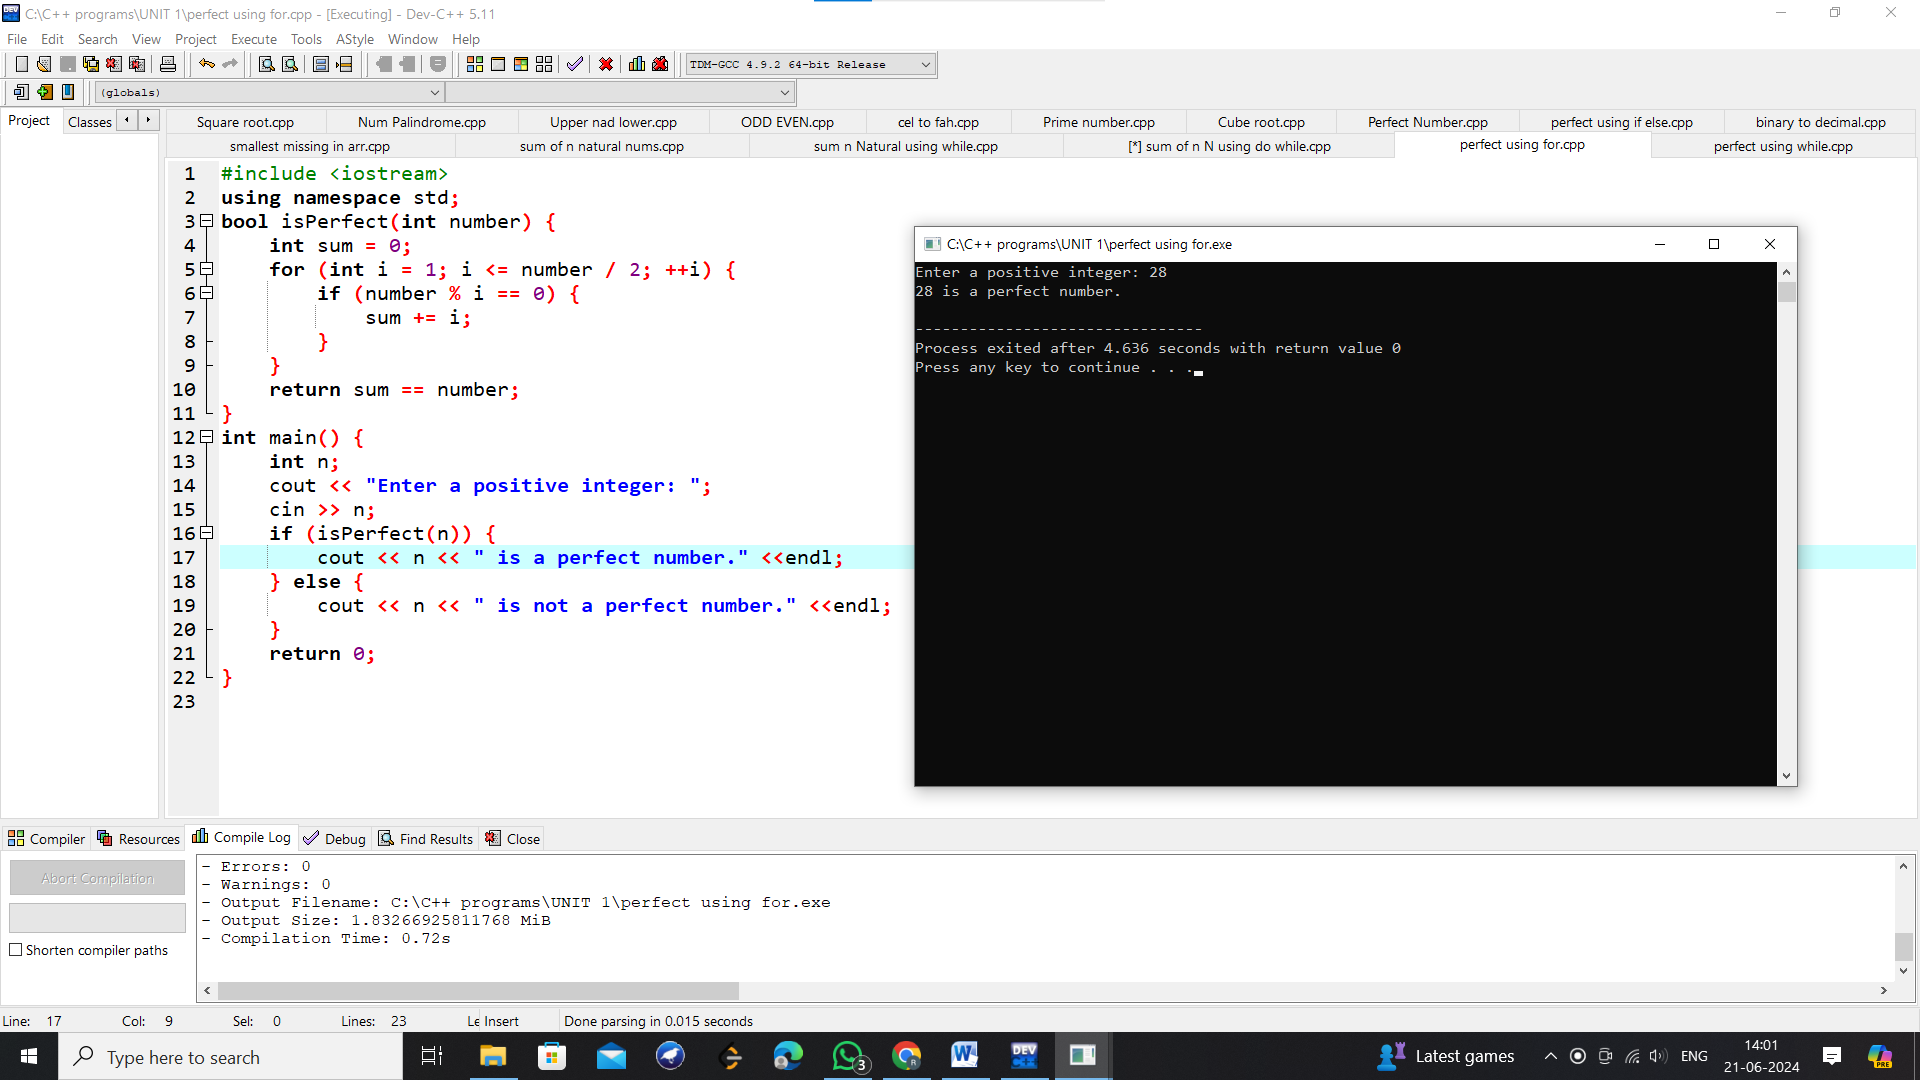 C:\C++ programs\UNIT 1\perfect using for.cpp - [Executing] - Dev-C++ 5.11
File Edit Search View Project Execute Tools AStyle Window Help
TDM-GCC 4.9.2 64-bit Release
(globals)
Project Classes
Square root.cpp Num Palindrome.cpp Upper nad lower.cpp ODD EVEN.cpp cel to fah.cpp Prime number.cpp Cube root.cpp Perfect Number.cpp perfect using if else.cpp binary to decimal.cpp
smallest missing in arr.cpp sum of n natural nums.cpp sum n Natural using while.cpp [*] sum of n N using do while.cpp perfect using for.cpp perfect using while.cpp
1 #include <iostream>
2 using namespace std;
3 bool isPerfect(int number) {
4 int sum = 0;
5 for (int i = 1; i <= number / 2; ++i) {
6 if (number % i == 0) {
7 sum += i;
8 }
9 }
10 return sum == number;
11 }
12 int main() {
13 int n;
14 cout << "Enter a positive integer: ";
15 cin >> n;
16 if (isPerfect(n)) {
17 cout << n << " is a perfect number." <<endl;
18 } else {
19 cout << n << " is not a perfect number." <<endl;
20 }
21 return 0;
22 }
23
C:\C++ programs\UNIT 1\perfect using for.exe
Enter a positive integer: 28
28 is a perfect number.
--------------------------------
Process exited after 4.636 seconds with return value 0
Press any key to continue . . .
Compiler Resources Compile Log Debug Find Results Close
Abort Compilation
Shorten compiler paths
- Errors: 0
- Warnings: 0
- Output Filename: C:\C++ programs\UNIT 1\perfect using for.exe
- Output Size: 1.83266925811768 MiB
- Compilation Time: 0.72s
Line: 17 Col: 9 Sel: 0 Lines: 23 Le Insert Done parsing in 0.015 seconds
Type here to search
3
DEV
Latest games
ENG
14:01
21-06-2024
PRE